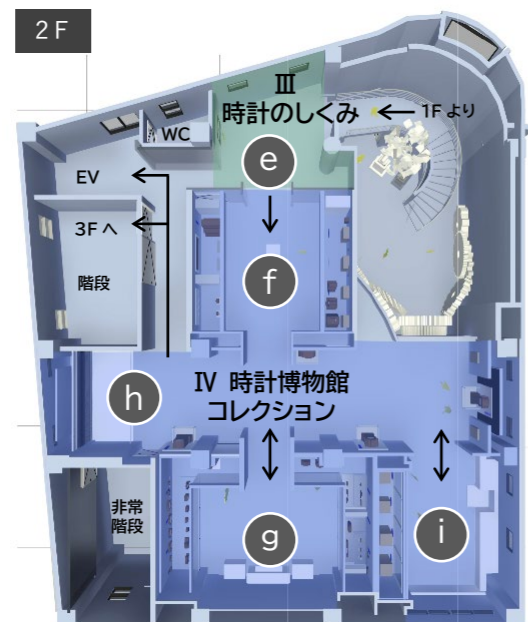 2F
Ⅲ
時計のしくみ
← 1Fより
WC
e
EV
3Fへ
f
階段
h
Ⅳ 時計博物館
コレクション
非常
階段
g
i